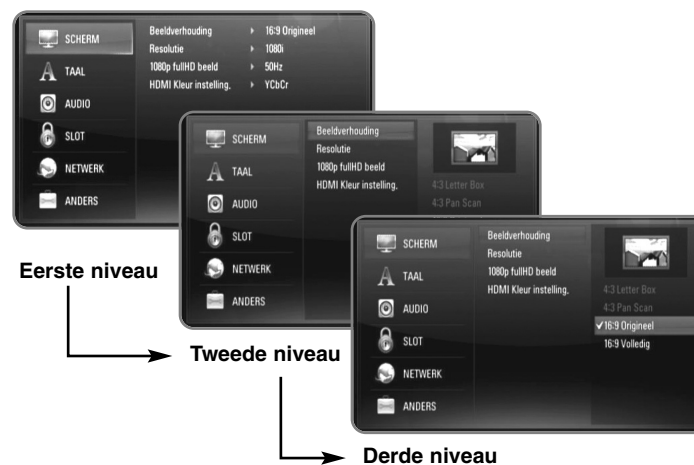 SCHERM
TAAL
AUDIO
SLOT
NETWERK
ANDERS
Beeldverhouding 16:9 Origineel
Resolutie 1080i
1080p fullHD beeld 50Hz
HDMI Kleur instelling. YCbCr
Eerste niveau
SCHERM
TAAL
AUDIO
SLOT
NETWERK
ANDERS
Beeldverhouding
Resolutie
1080p fullHD beeld
HDMI Kleur instelling.
4:3 Letter Box
4:3 Pan Scan
Tweede niveau
SCHERM
TAAL
AUDIO
SLOT
NETWERK
ANDERS
Beeldverhouding
Resolutie
1080p fullHD beeld
HDMI Kleur instelling.
4:3 Letter Box
4:3 Pan Scan
✓16:9 Origineel
16:9 Volledig
Derde niveau